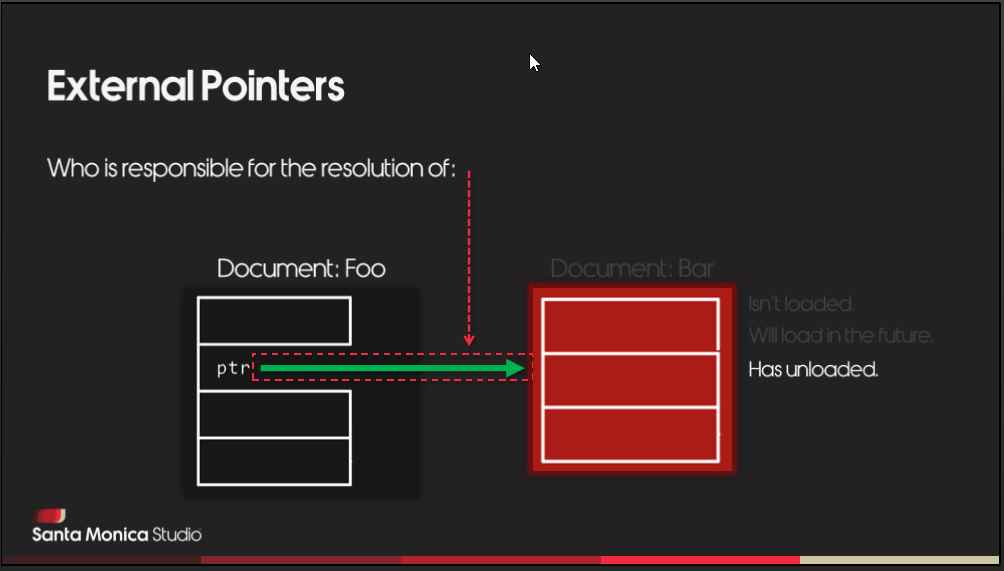 External Pointers
Who is responsible for the resolution of:
Document: Foo
Document: Bar
Isn't loaded.
Will load in the future.
ptr
Has unloaded.
Santa Monica Studio